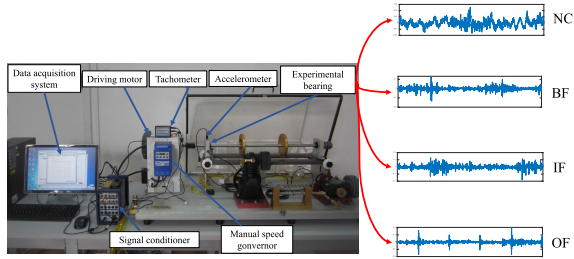 Data acquisition
system
Driving motor
Tachometer
Accelerometer
Experimental
bearing
Signal conditioner
Manual speed
gonvernor
NC
BF
IF
OF